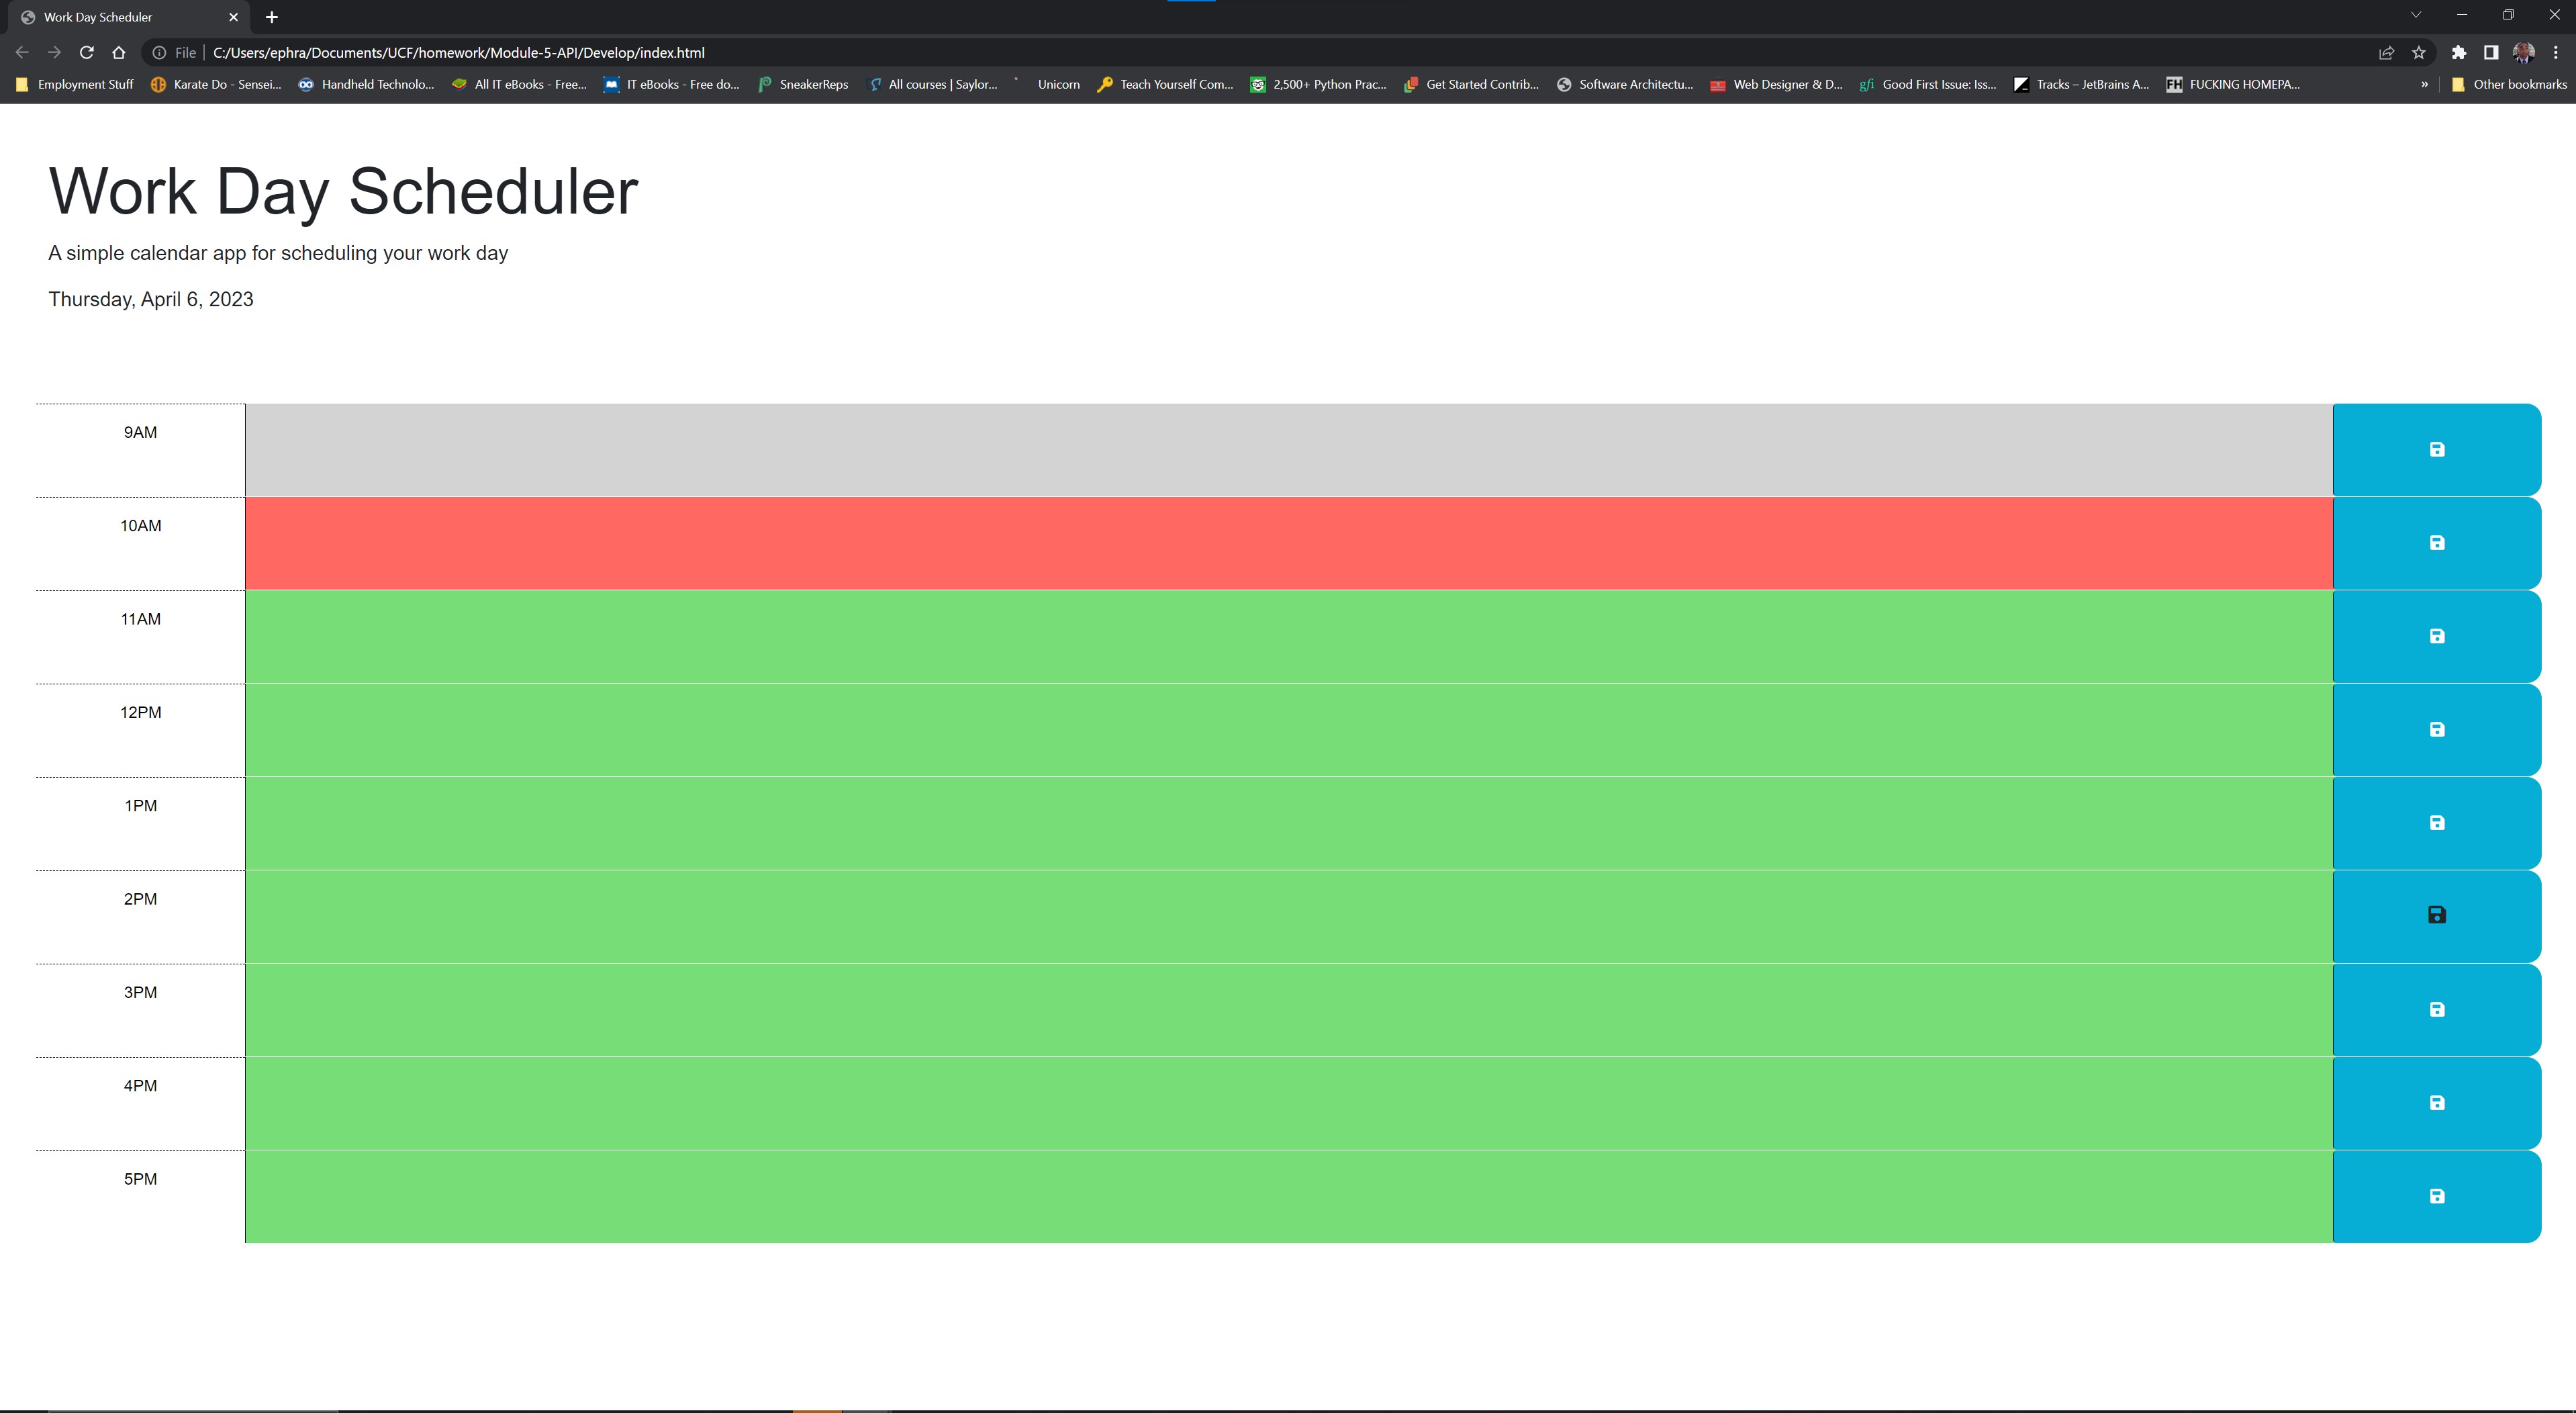 Work Day Scheduler
File C:/Users/ephra/Documents/UCF/homework/Module-5-API/Develop/index.html
Employment Stuff Karate Do - Sensei... Handheld Technolo... All IT eBooks - Free... IT eBooks - Free do... SneakerReps All courses | Saylor... Unicorn Teach Yourself Com... 2,500+ Python Prac... Get Started Contrib... Software Architectu... Web Designer & D... gfi Good First Issue: Iss... Tracks – JetBrains A... FH FUCKING HOMEPA... » Other bookmarks
Work Day Scheduler
A simple calendar app for scheduling your work day
Thursday, April 6, 2023
9AM
10AM
11AM
12PM
1PM
2PM
3PM
4PM
5PM